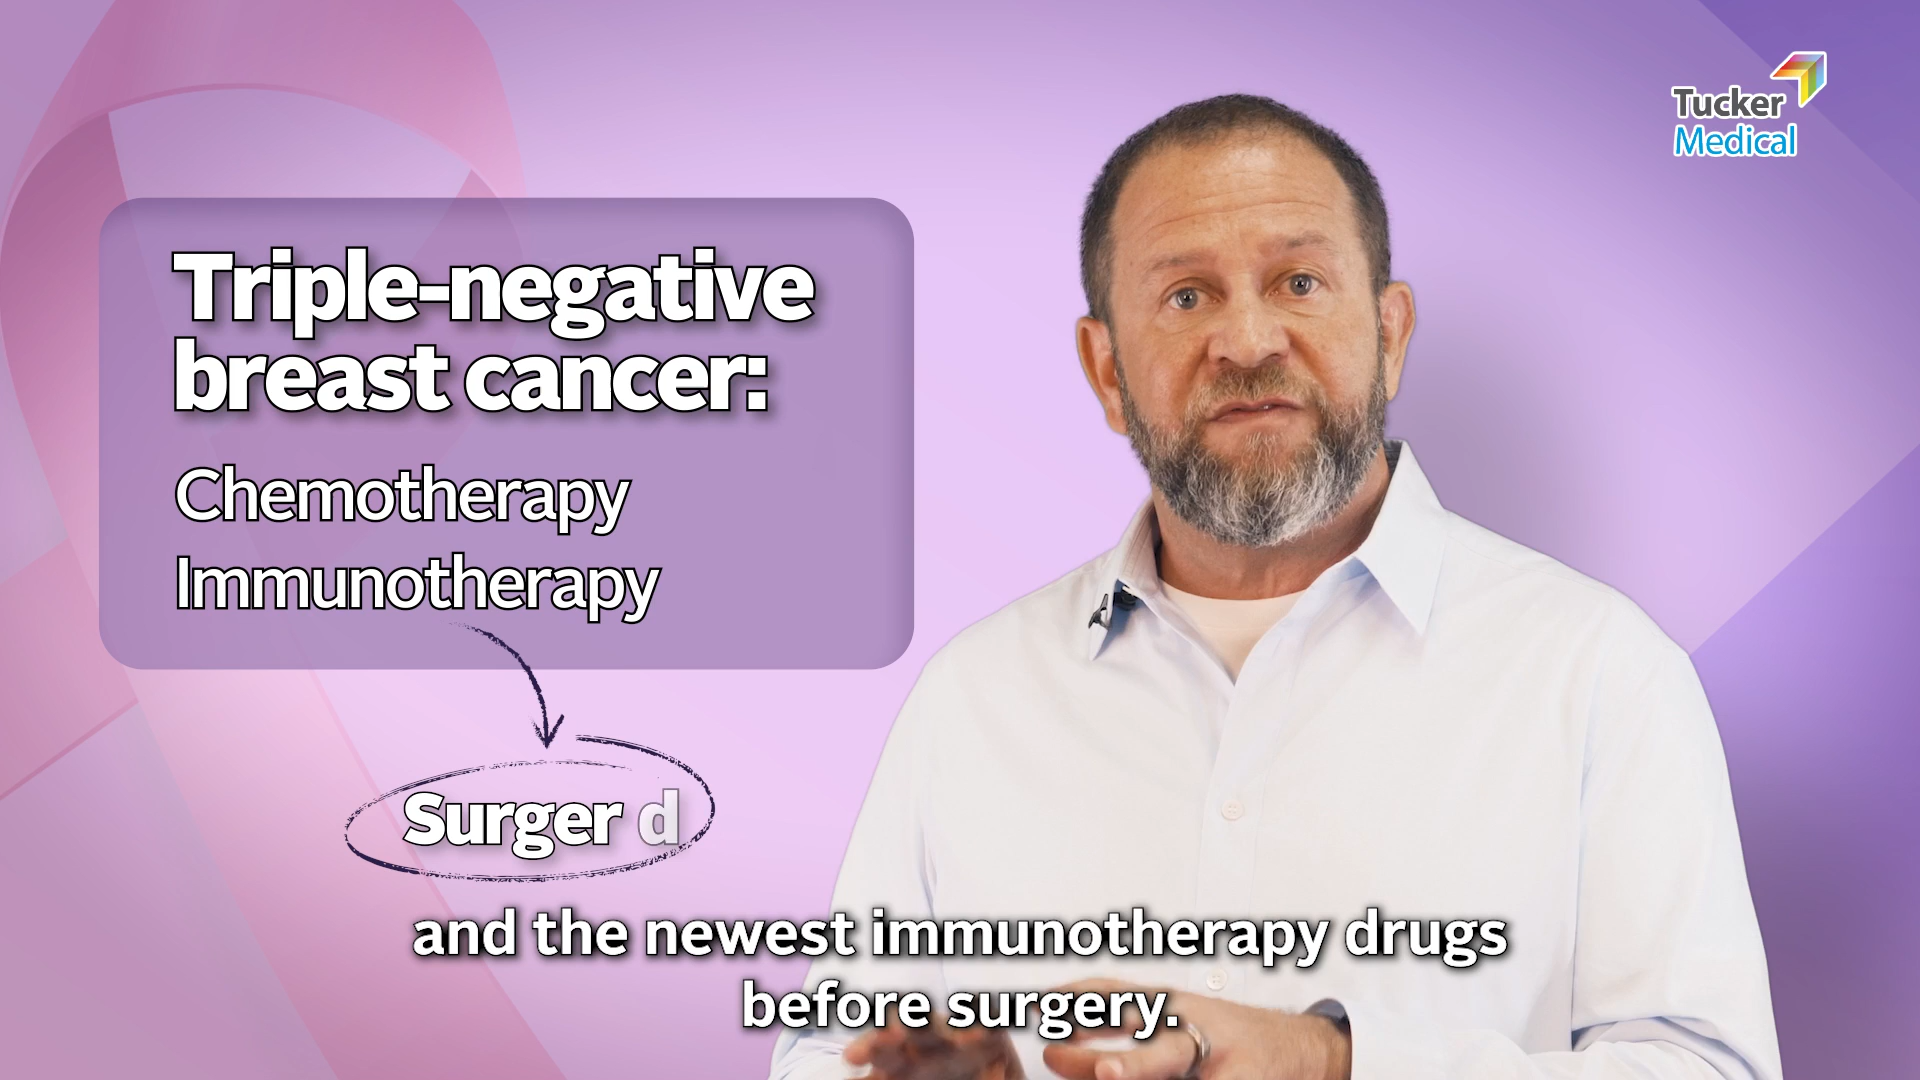 Tucker
Medical
Triple-negative
breast cancer:
Chemotherapy
Immunotherapy
Surger d
and the newest immunotherapy drugs
before surgery.